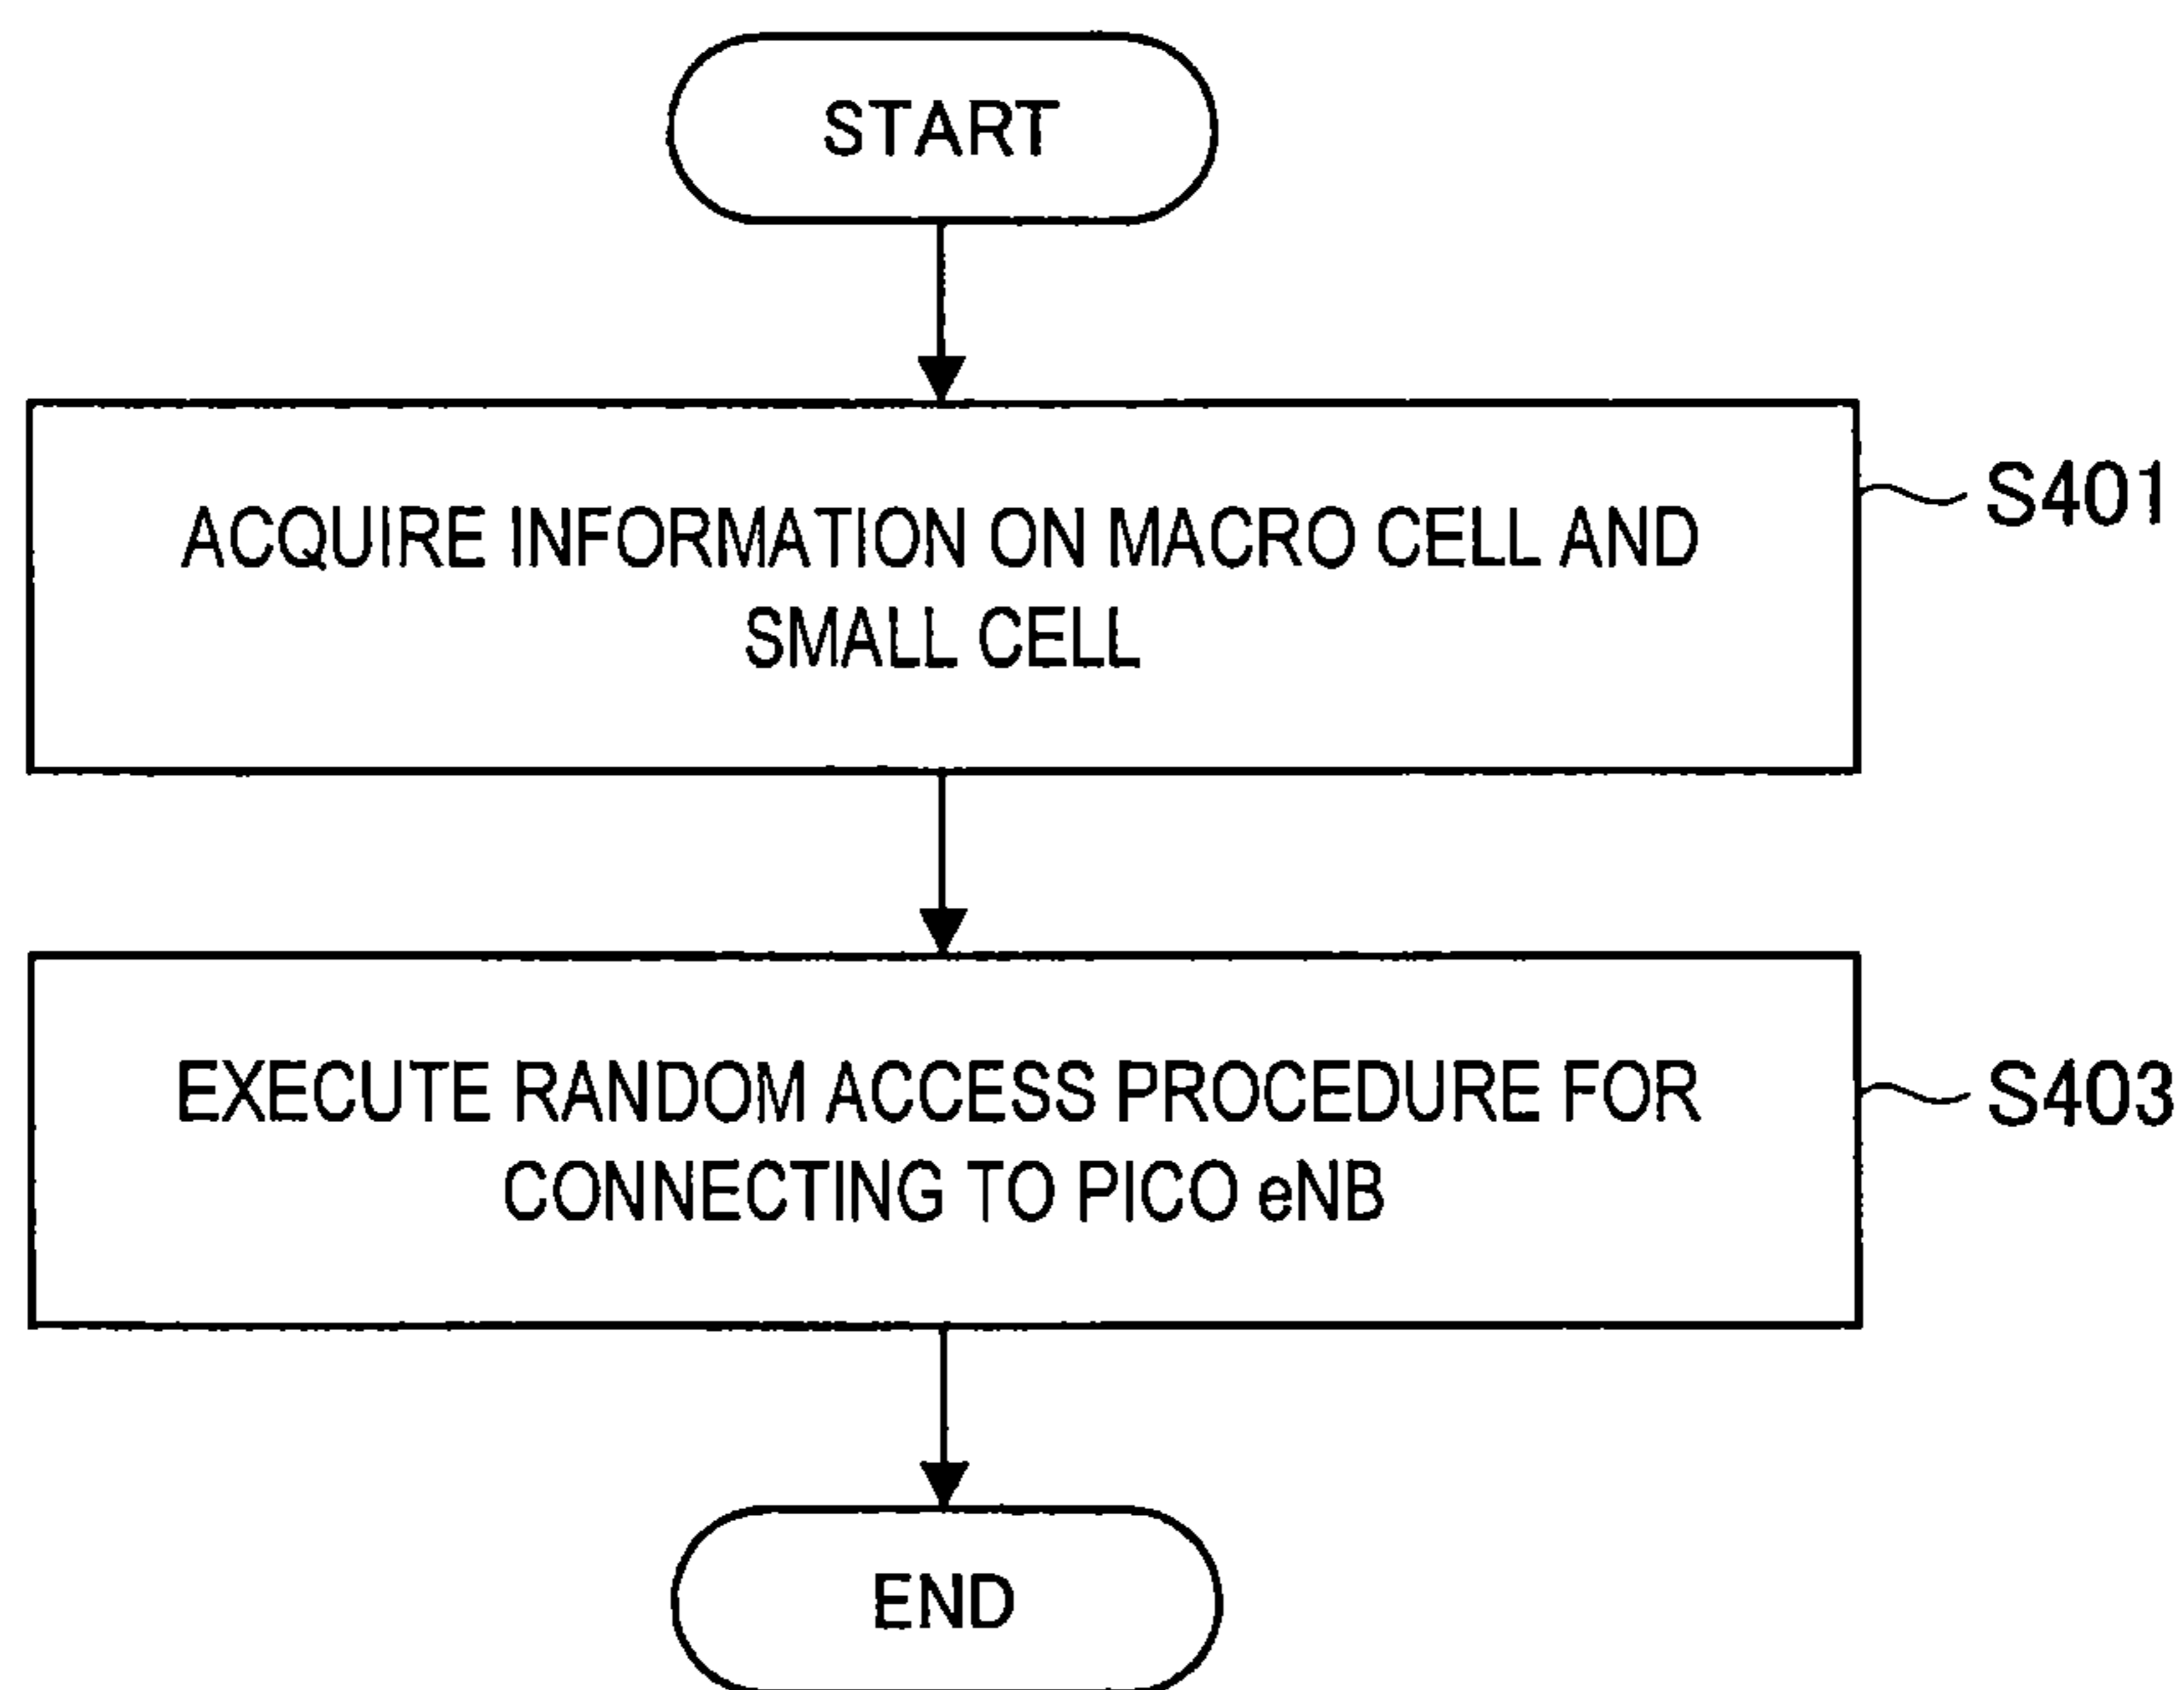 START
ACQUIRE INFORMATION ON MACRO CELL AND
SMALL CELL
S401
EXECUTE RANDOM ACCESS PROCEDURE FOR
CONNECTING TO PICO eNB
S403
END